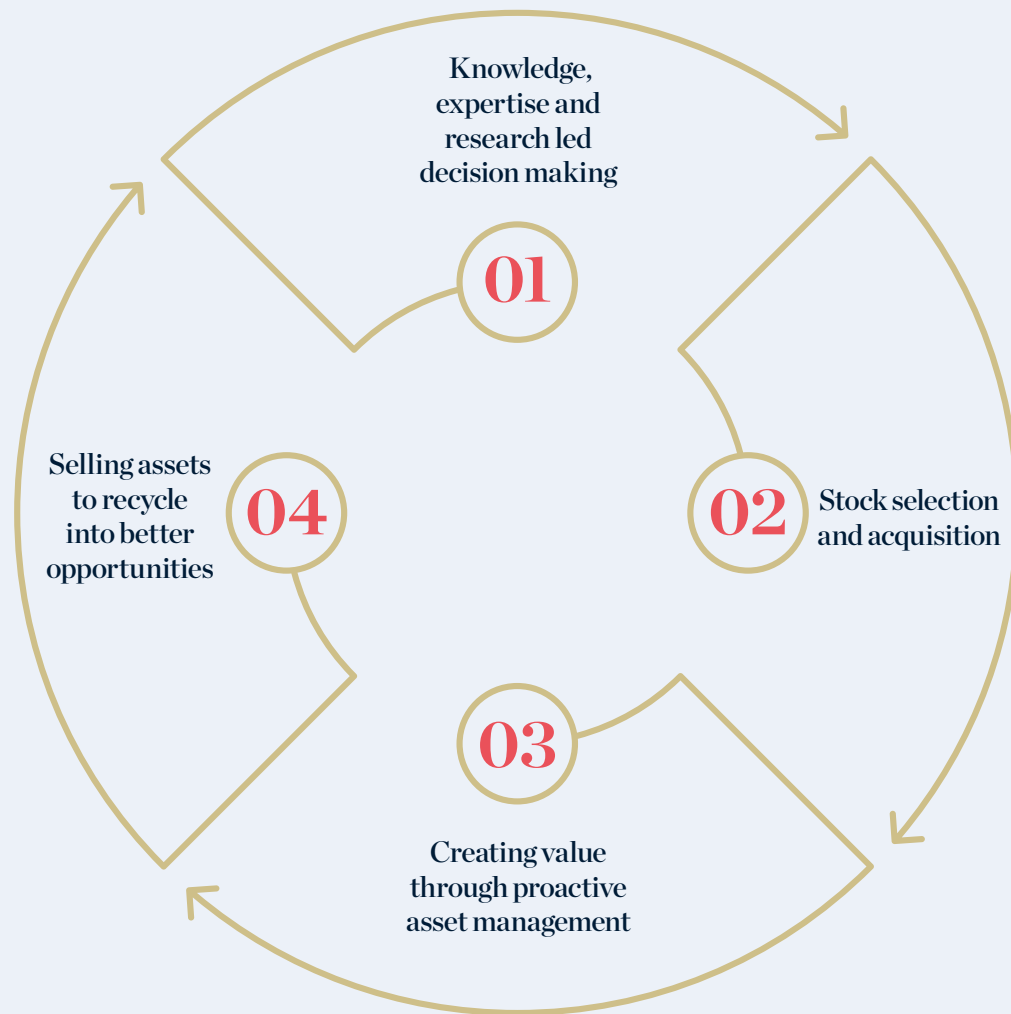 Knowledge,
expertise and
research led
decision making
01
02
Stock selection
and acquisition
03
Creating value
through proactive
asset management
04
Selling assets
to recycle
into better
opportunities